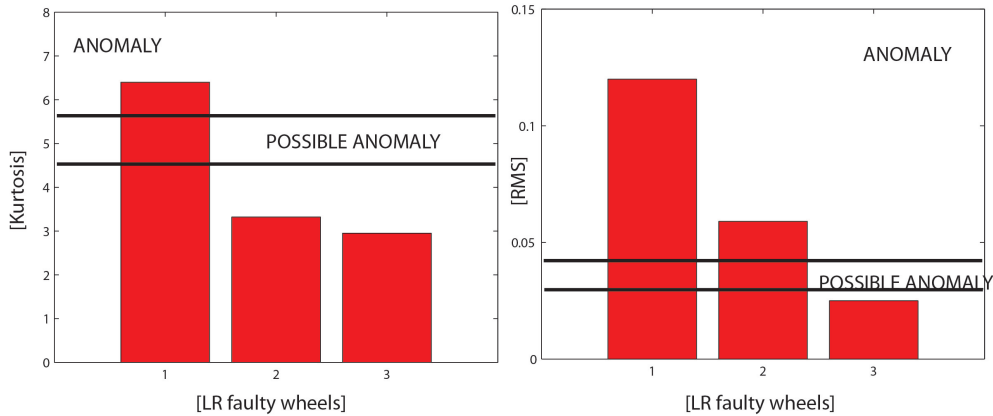 8
7
6
5
4
3
2
1
0
[Kurtosis]
ANOMALY
POSSIBLE ANOMALY
1 2 3
[LR faulty wheels]
0.15
0.1
0.05
0
[RMS]
ANOMALY
POSSIBLE ANOMALY
1 2 3
[LR faulty wheels]